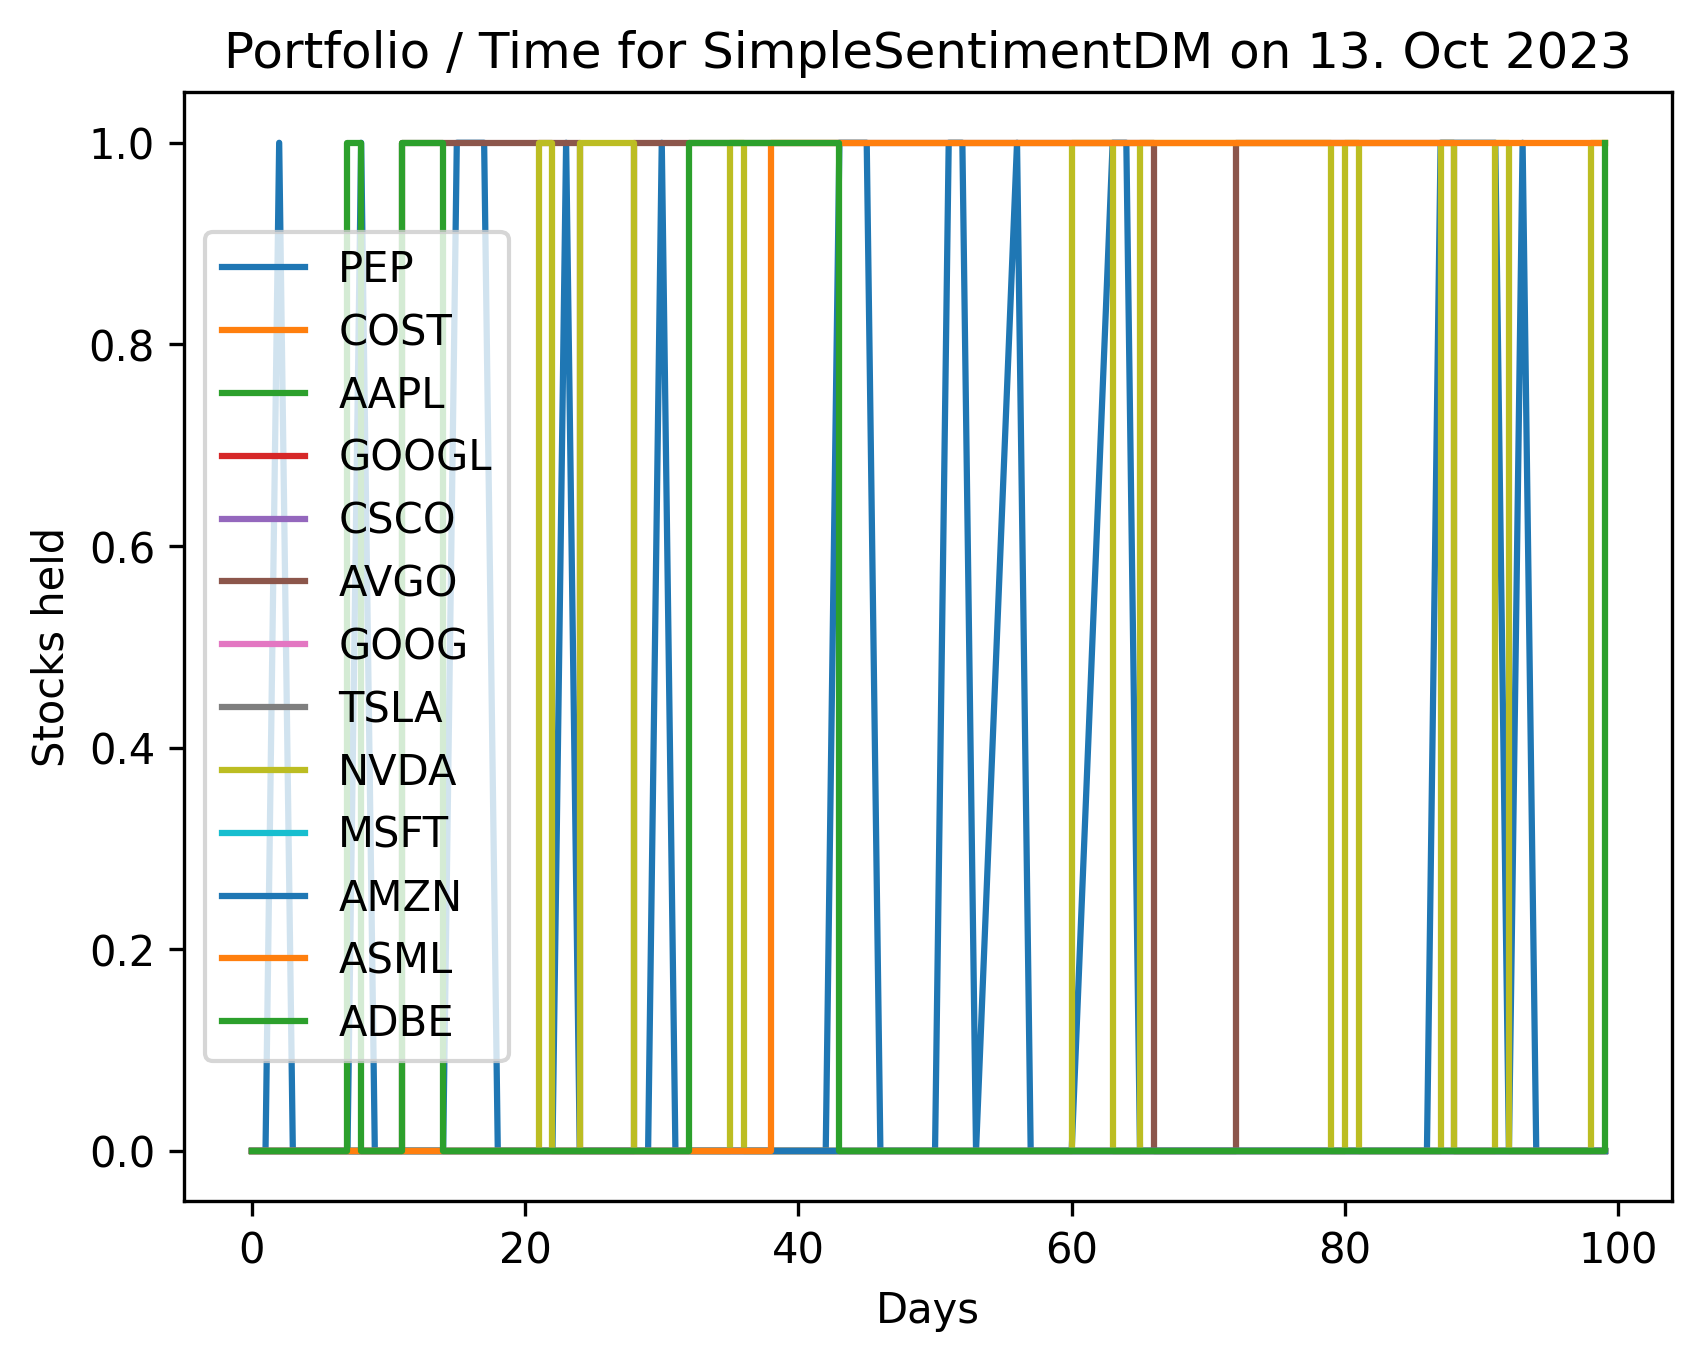 Portfolio / Time for SimpleSentimentDM on 13. Oct 2023
1.0
0.8
0.6
0.4
0.2
0.0
Stocks held
PEP
COST
AAPL
GOOGL
CSCO
AVGO
GOOG
TSLA
NVDA
MSFT
AMZN
ASML
ADBE
0 20 40 60 80 100
Days